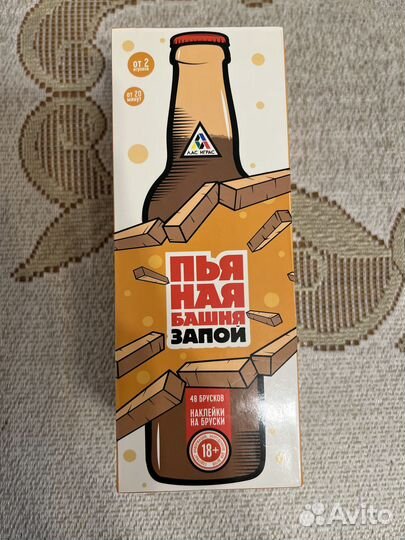 от 2
игроков
от 20
минут
ЛАС ИГРАС
ПЬЯ
НАЯ
БАШНЯ
ЗАПОЙ
48 БРУСКОВ
НАКЛЕЙКИ
НА БРУСКИ
18+
Avito